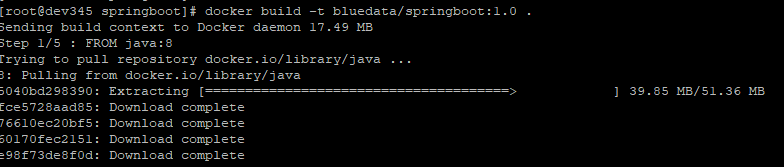 [root@dev345 springboot]# docker build -t bluedata/springboot:1.0 .
Sending build context to Docker daemon 17.49 MB
Step 1/5 : FROM java:8
Trying to pull repository docker.io/library/java ...
8: Pulling from docker.io/library/java
5040bd298390: Extracting [======================================>            ] 39.85 MB/51.36 MB
fce5728aad85: Download complete
76610ec20bf5: Download complete
60170fec2151: Download complete
e98f73de8f0d: Download complete